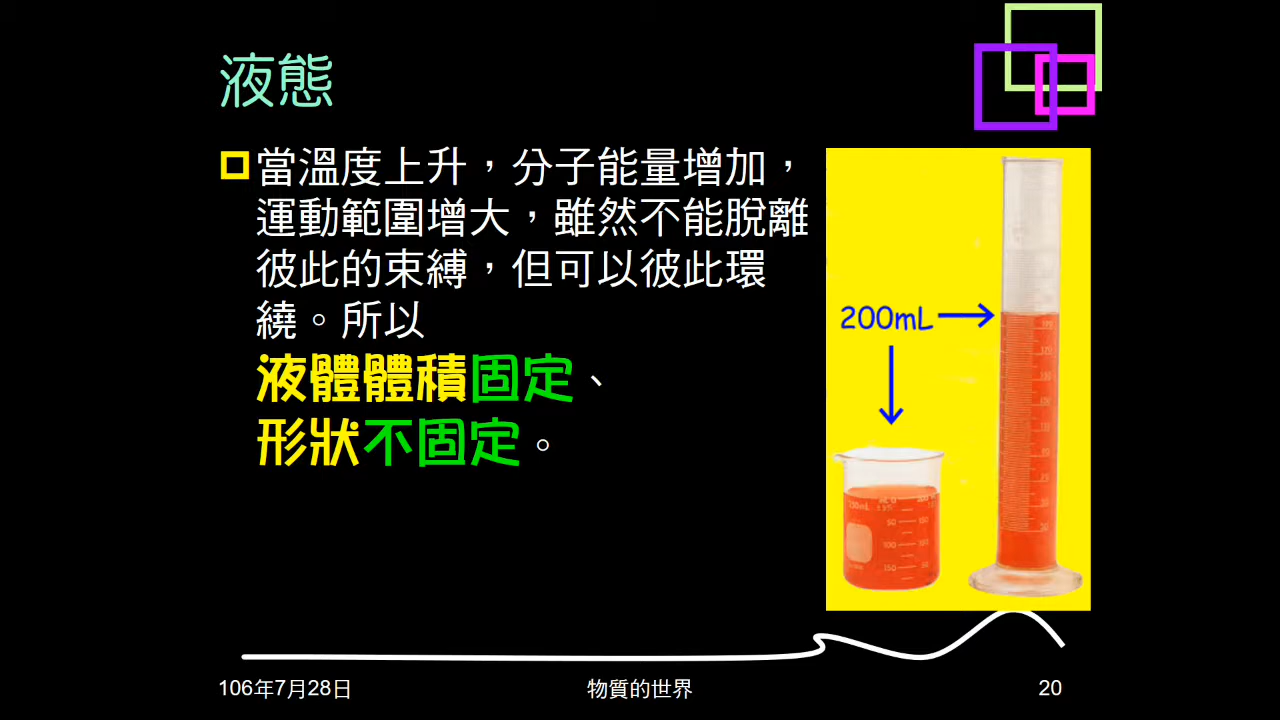 液態
當溫度上升，分子能量增加，
運動範圍增大，雖然不能脫離
彼此的束縛，但可以彼此環
繞。所以
液體體積固定、
形狀不固定。
200mL
50
100
150
106年7月28日
物質的世界
20